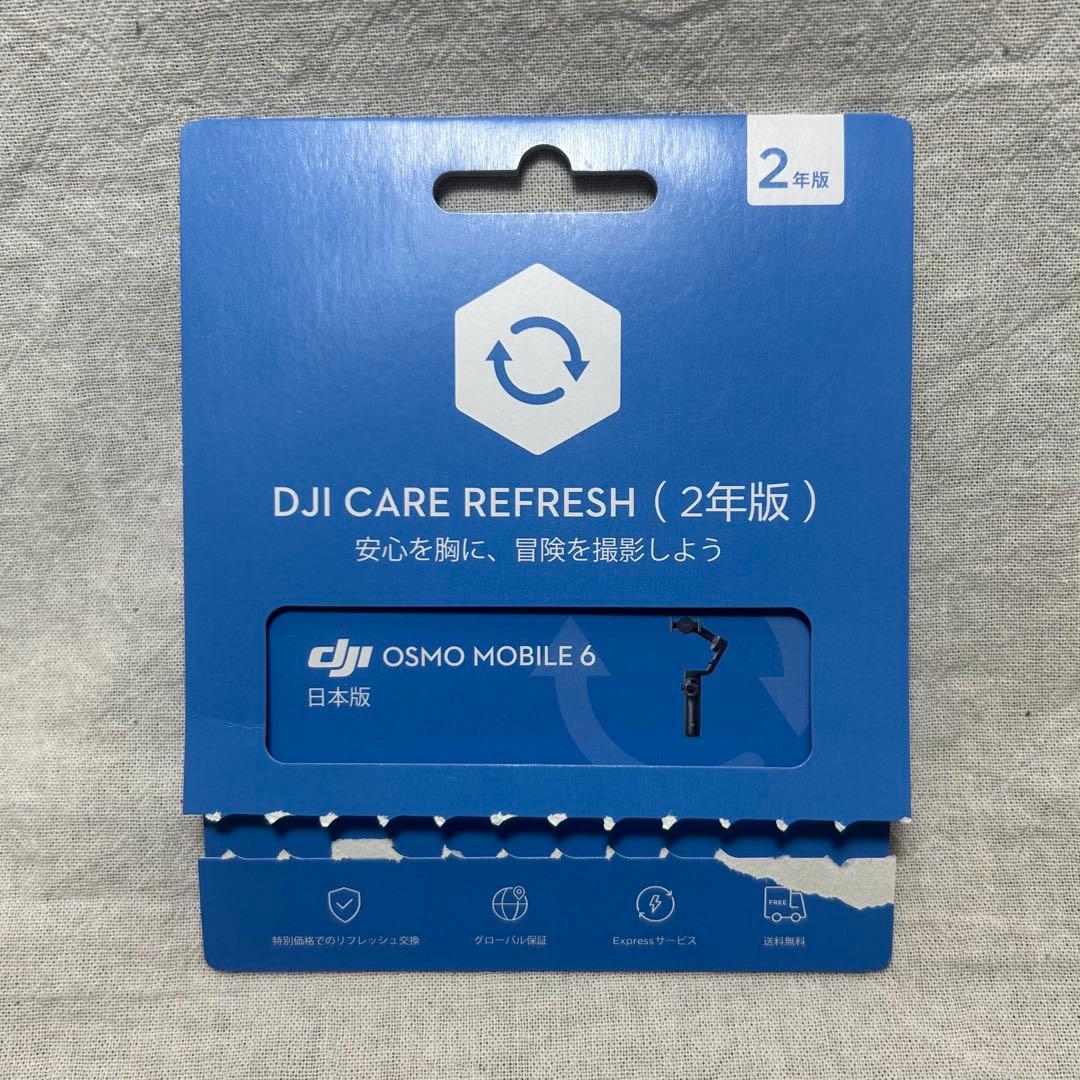 2年版
DJI CARE REFRESH（2年版）
安心を胸に、冒険を撮影しよう
dji OSMO MOBILE 6
日本版
特別価格でのリフレッシュ交換
グローバル保証
Expressサービス
FREE
送料無料